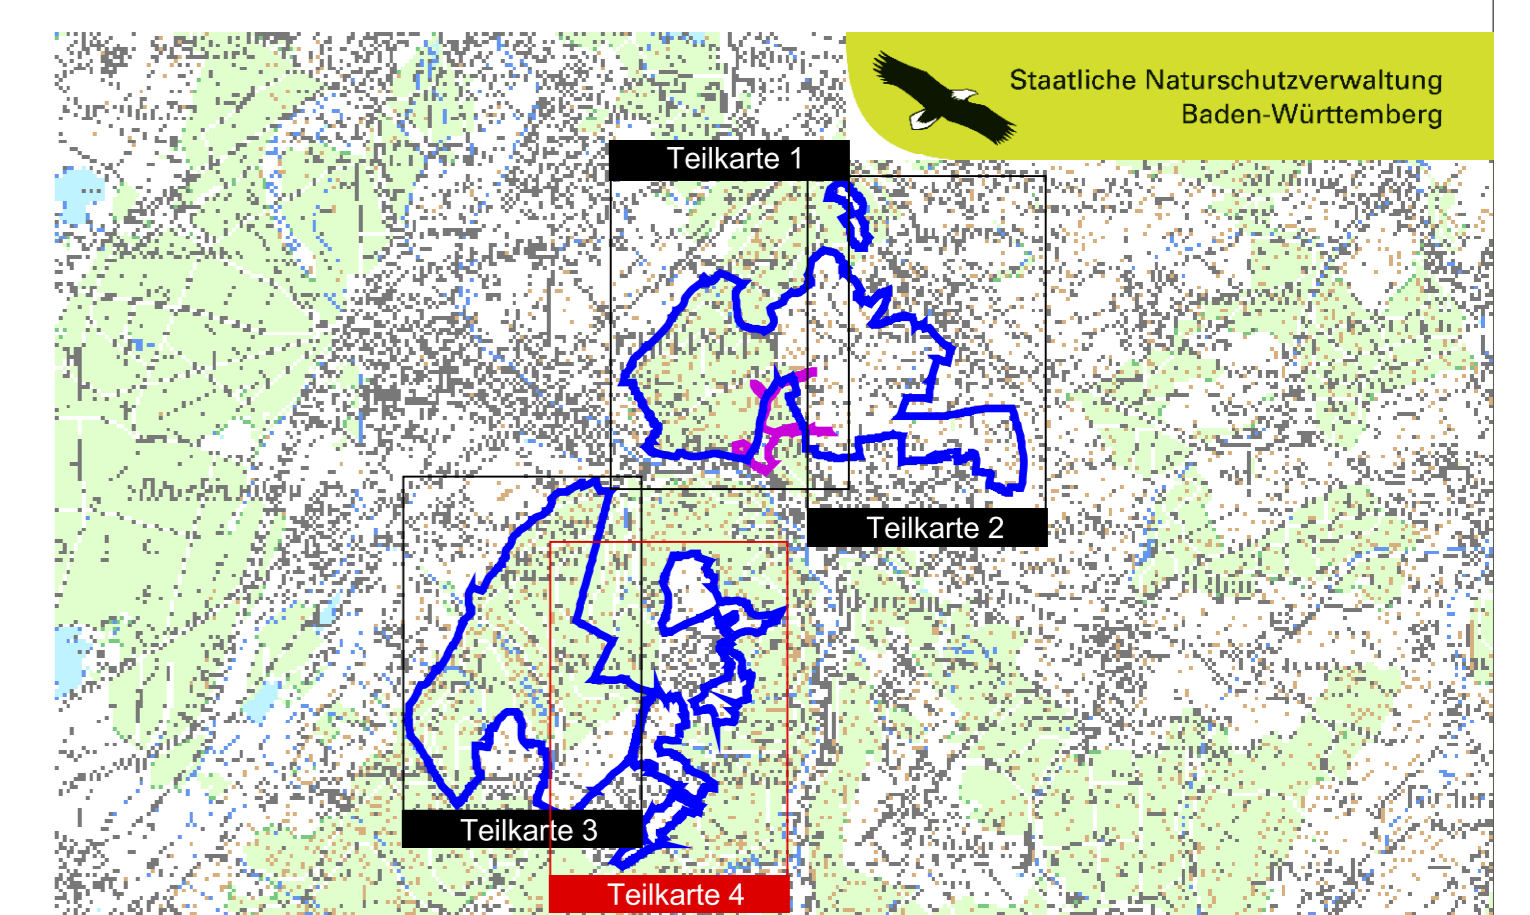 Staatliche Naturschutzverwaltung
Baden-Württemberg
Teilkarte 1
Teilkarte 2
Teilkarte 3
Teilkarte 4